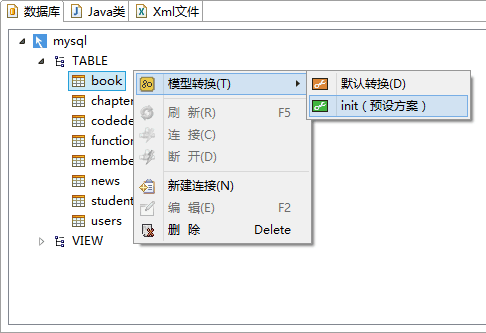 数据库 Java类 Xml文件
mysql
TABLE
book
chapter
codede
function
membe
news
student
users
VIEW
模型转换(T)
刷 新(R) F5
连 接(C)
断 开(D)
新建连接(N)
编 辑(E) F2
删 除 Delete
默认转换(D)
init（预设方案）